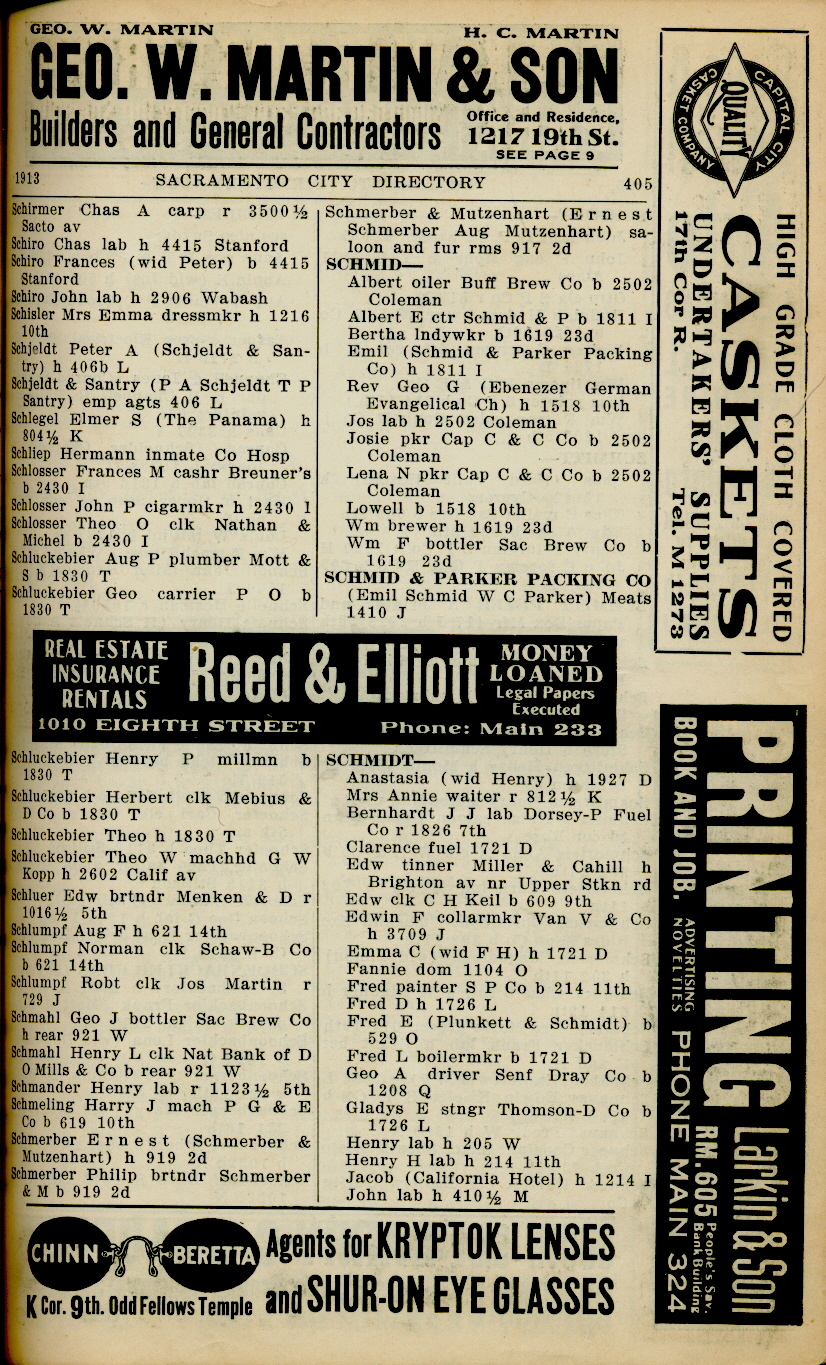 GEO. W. MARTIN H. C. MARTIN
GEO. W. MARTIN & SON
Builders and General Contractors
Office and Residence,
1217 19th St.
SEE PAGE 9
1913 SACRAMENTO CITY DIRECTORY 405
Schirmer Chas A carp r 3500½
Sacto av
Schiro Chas lab h 4415 Stanford
Schiro Frances (wid Peter) b 4415
Stanford
Schiro John lab h 2906 Wabash
Schisler Mrs Emma dressmkr h 1216
10th
Schjeldt Peter A (Schjeldt & San-
try) h 406b L
Schjeldt & Santry (P A Schjeldt T P
Santry) emp agts 406 L
Schlegel Elmer S (The Panama) h
804½ K
Schliep Hermann inmate Co Hosp
Schlosser Frances M cashr Breuner's
b 2430 I
Schlosser John P cigarmkr h 2430 I
Schlosser Theo O clk Nathan &
Michel b 2430 I
Schluckebier Aug P plumber Mott &
S b 1830 T
Schluckebier Geo carrier P O b
1830 T
Schmerber & Mutzenhart (Ernest
Schmerber Aug Mutzenhart) sa-
loon and fur rms 917 2d
SCHMID—
Albert oiler Buff Brew Co b 2502
Coleman
Albert E ctr Schmid & P b 1811 I
Bertha lndywkr b 1619 23d
Emil (Schmid & Parker Packing
Co) h 1811 I
Rev Geo G (Ebenezer German
Evangelical Ch) h 1518 10th
Jos lab h 2502 Coleman
Josie pkr Cap C & C Co b 2502
Coleman
Lena N pkr Cap C & C Co b 2502
Coleman
Lowell b 1518 10th
Wm brewer h 1619 23d
Wm F bottler Sac Brew Co b
1619 23d
SCHMID & PARKER PACKING CO
(Emil Schmid W C Parker) Meats
1410 J
REAL ESTATE
INSURANCE
RENTALS
Reed & Elliott
MONEY
LOANED
Legal Papers
Executed
1010 EIGHTH STREET Phone: Main 233
Schluckebier Henry P millmn b
1830 T
Schluckebier Herbert clk Mebius &
D Co b 1830 T
Schluckebier Theo h 1830 T
Schluckebier Theo W machhd G W
Kopp h 2602 Calif av
Schluer Edw brtndr Menken & D r
1016½ 5th
Schlumpf Aug F h 621 14th
Schlumpf Norman clk Schaw-B Co
b 621 14th
Schlumpf Robt clk Jos Martin r
729 J
Schmahl Geo J bottler Sac Brew Co
h rear 921 W
Schmahl Henry L clk Nat Bank of D
O Mills & Co b rear 921 W
Schmander Henry lab r 1123½ 5th
Schmeling Harry J mach P G & E
Co b 619 10th
Schmerber Ernest (Schmerber &
Mutzenhart) h 919 2d
Schmerber Philip brtndr Schmerber
& M b 919 2d
SCHMIDT—
Anastasia (wid Henry) h 1927 D
Mrs Annie waiter r 812½ K
Bernhardt J J lab Dorsey-P Fuel
Co r 1826 7th
Clarence fuel 1721 D
Edw tinner Miller & Cahill h
Brighton av nr Upper Stkn rd
Edw clk C H Keil b 609 9th
Edwin F collarmkr Van V & Co
h 3709 J
Emma C (wid F H) h 1721 D
Fannie dom 1104 O
Fred painter S P Co b 214 11th
Fred D h 1726 L
Fred E (Plunkett & Schmidt) b
529 O
Fred L boilermkr b 1721 D
Geo A driver Senf Dray Co b
1208 Q
Gladys E stngr Thomson-D Co b
1726 L
Henry lab h 205 W
Henry H lab h 214 11th
Jacob (California Hotel) h 1214 I
John lab h 410½ M
CHINN BERETTA
K Cor. 9th. Odd Fellows Temple
Agents for KRYPTOK LENSES
and SHUR-ON EYE GLASSES
CAPITAL CITY
CASKET COMPANY
QUALITY
HIGH GRADE CLOTH COVERED
CASKETS
UNDERTAKERS' SUPPLIES
17th Cor R. Tel. M 1273
PRINTING
BOOK AND JOB.
ADVERTISING
NOVELTIES
PHONE MAIN 324
Larkin & Son
RM. 605
People's Sav.
Bank Building